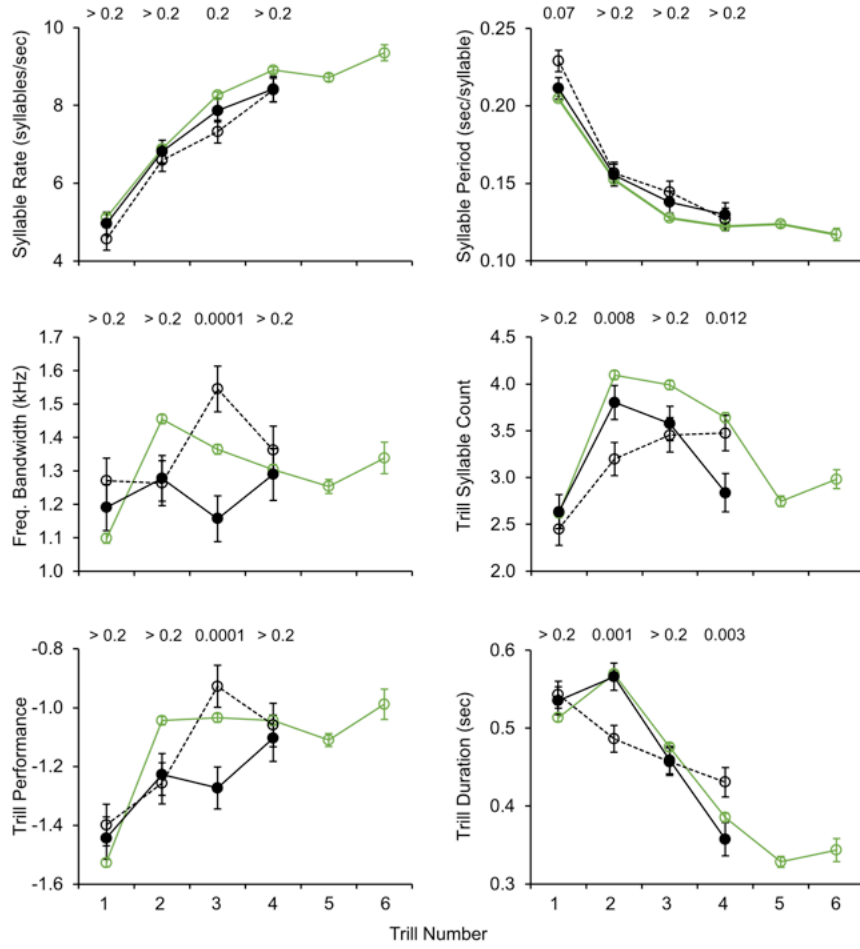 > 0.2 > 0.2 0.2 > 0.2
Syllable Rate (syllables/sec)
10
8
6
4
0.07 > 0.2 > 0.2 > 0.2
Syllable Period (sec/syllable)
0.25
0.20
0.15
0.10
> 0.2 > 0.2 0.0001 > 0.2
Freq. Bandwidth (kHz)
1.7
1.6
1.5
1.4
1.3
1.2
1.1
1.0
> 0.2 0.008 > 0.2 0.012
Trill Syllable Count
4.5
4.0
3.5
3.0
2.5
2.0
> 0.2 > 0.2 0.0001 > 0.2
Trill Performance
-0.8
-1.0
-1.2
-1.4
-1.6
1 2 3 4 5 6
> 0.2 0.001 > 0.2 0.003
Trill Duration (sec)
0.6
0.5
0.4
0.3
1 2 3 4 5 6
Trill Number